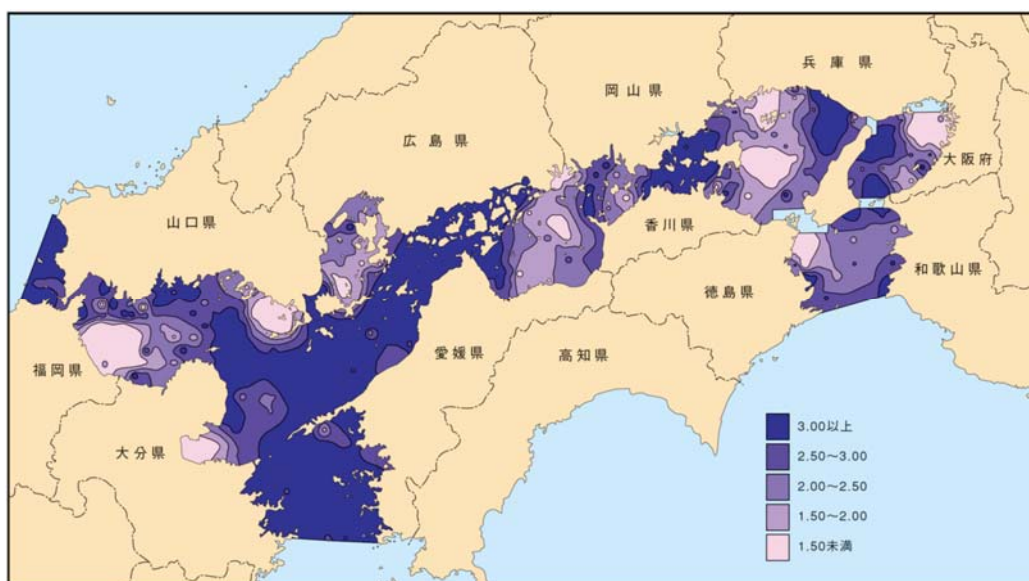 兵庫県
岡山県
広島県
大阪府
山口県
香川県
和歌山県
徳島県
愛媛県
高知県
福岡県
大分県
3.00以上
2.50～3.00
2.00～2.50
1.50～2.00
1.50未満